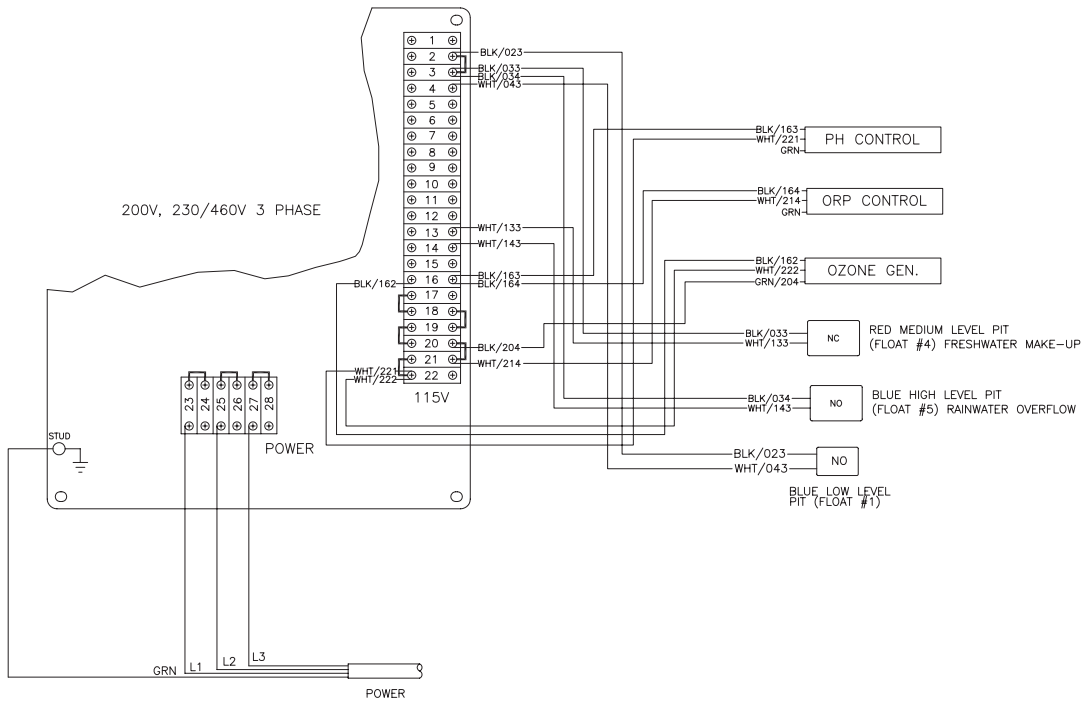 1
2
3
4
5
6
7
8
9
10
11
12
13
14
15
16
17
18
19
20
21
22
115V
BLK/023
BLK/033
BLK/034
WHT/043
WHT/133
WHT/143
BLK/163
BLK/164
BLK/162
BLK/204
WHT/214
WHT/221
WHT/222
200V, 230/460V 3 PHASE
BLK/163
WHT/221
GRN
PH CONTROL
BLK/164
WHT/214
GRN
ORP CONTROL
BLK/162
WHT/222
GRN/204
OZONE GEN.
BLK/033
WHT/133
NC
RED MEDIUM LEVEL PIT
(FLOAT #4) FRESHWATER MAKE-UP
BLK/034
WHT/143
NO
BLUE HIGH LEVEL PIT
(FLOAT #5) RAINWATER OVERFLOW
BLK/023
WHT/043
NO
BLUE LOW LEVEL
PIT (FLOAT #1)
23
24
25
26
27
28
POWER
STUD
GRN
L1
L2
L3
POWER